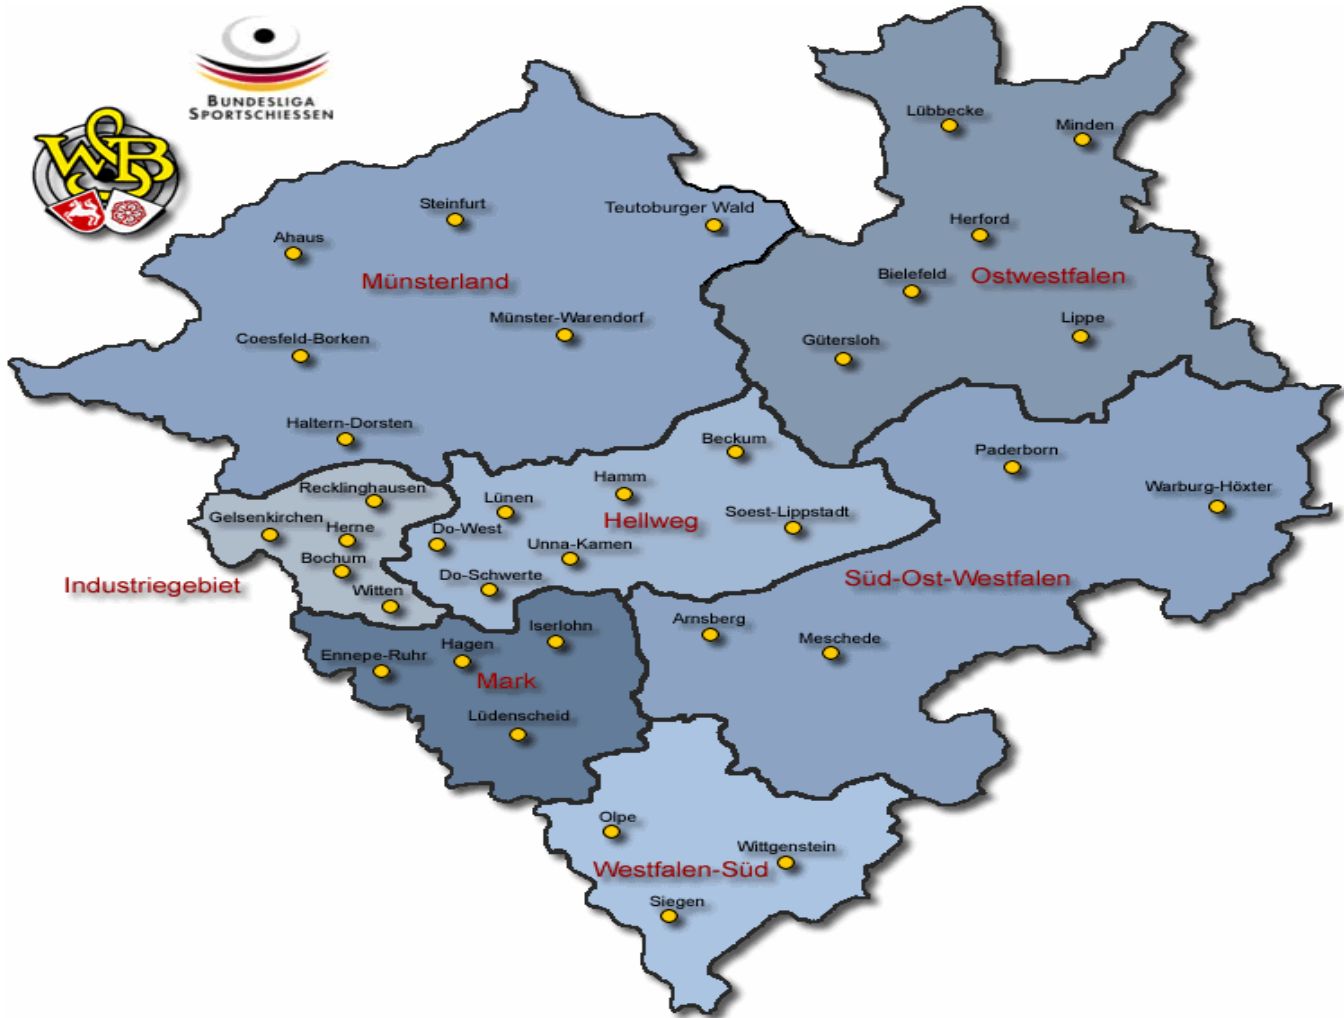 BUNDESLIGA
SPORTSCHIESSEN
WSB
Lübbecke
Minden
Steinfurt
Teutoburger Wald
Ahaus
Herford
Münsterland
Bielefeld
Ostwestfalen
Münster-Warendorf
Lippe
Coesfeld-Borken
Gütersloh
Haltern-Dorsten
Beckum
Paderborn
Recklinghausen
Hamm
Lünen
Warburg-Höxter
Gelsenkirchen
Hellweg
Soest-Lippstadt
Herne
Do-West
Unna-Kamen
Bochum
Do-Schwerte
Süd-Ost-Westfalen
Industriegebiet
Witten
Arnsberg
Iserlohn
Meschede
Hagen
Ennepe-Ruhr
Mark
Lüdenscheid
Olpe
Wittgenstein
Westfalen-Süd
Siegen